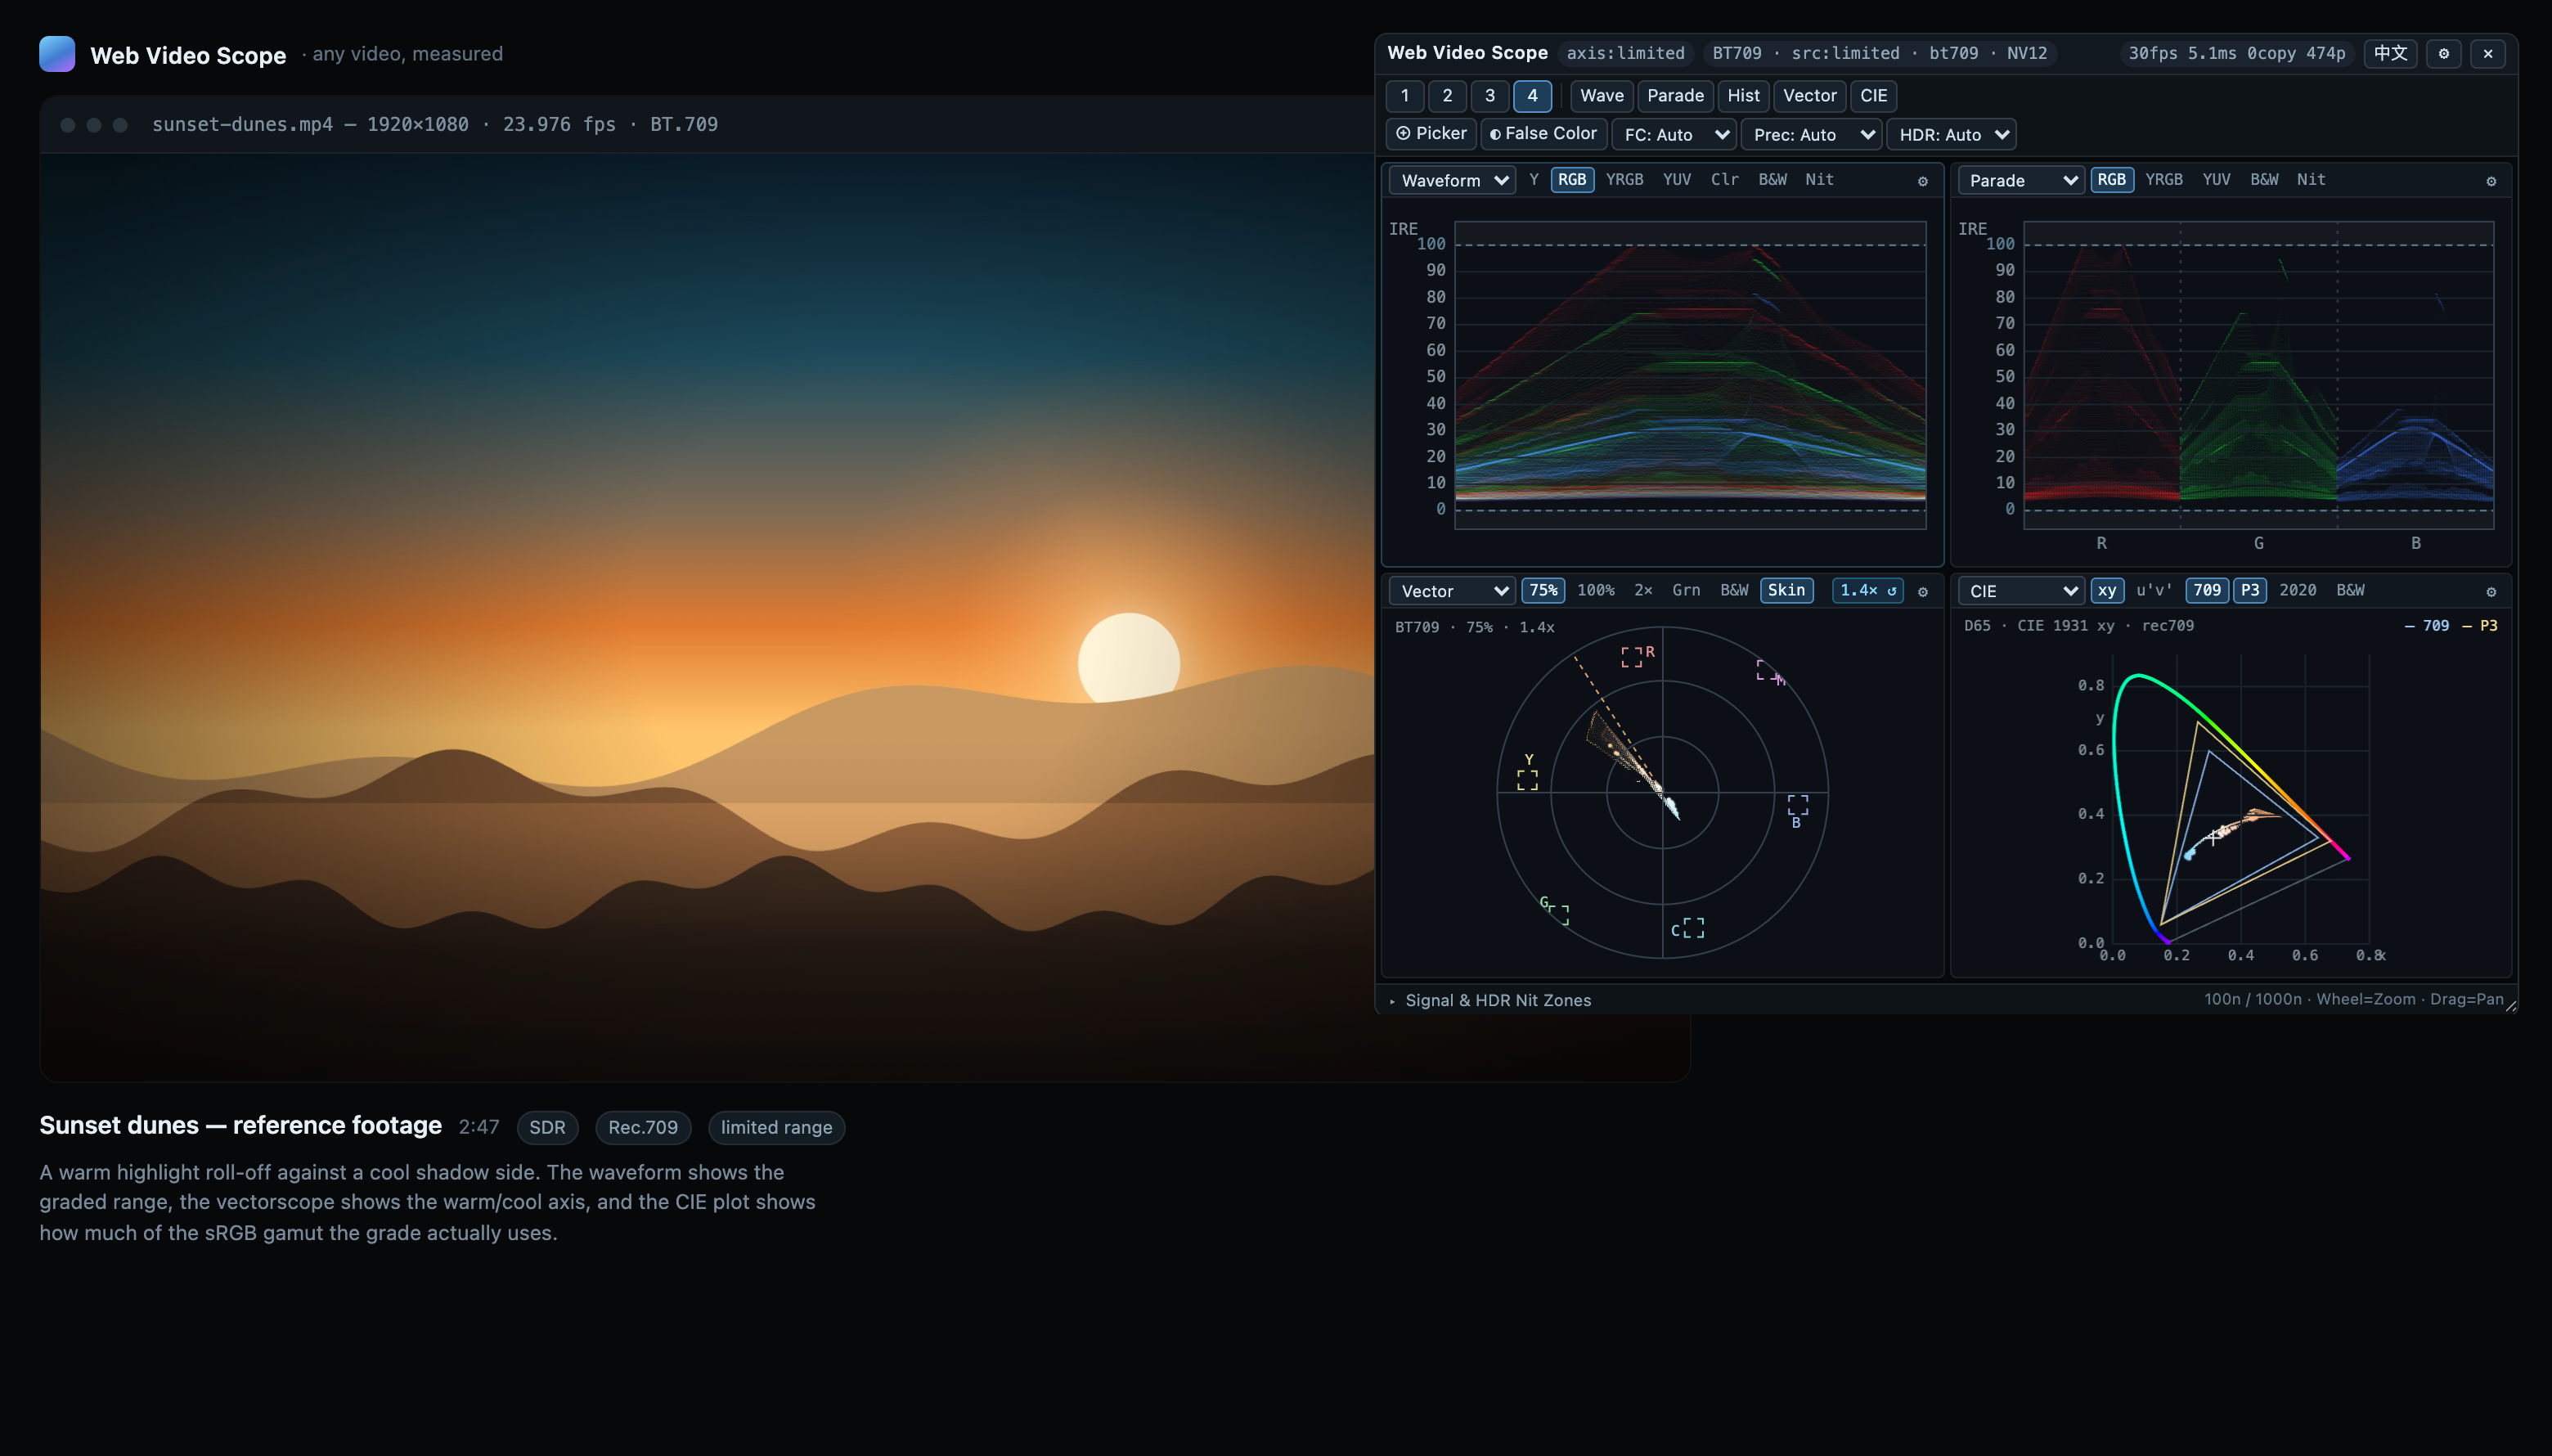 Web Video Scope · any video, measured
sunset-dunes.mp4 — 1920×1080 · 23.976 fps · BT.709
Web Video Scope axis:limited BT709 · src:limited · bt709 · NV12 30fps 5.1ms 0copy 474p 中文 ⚙ ×
1 2 3 4 Wave Parade Hist Vector CIE
Picker False Color FC: Auto Prec: Auto HDR: Auto
Waveform Y RGB YRGB YUV Clr B&W Nit
IRE
100
90
80
70
60
50
40
30
20
10
0
Parade RGB YRGB YUV B&W Nit
IRE
100
90
80
70
60
50
40
30
20
10
0
R G B
Vector 75% 100% 2× Grn B&W Skin 1.4× ↺
BT709 · 75% · 1.4x
R
M
Y
B
G
C
CIE xy u'v' 709 P3 2020 B&W
D65 · CIE 1931 xy · rec709 — 709 — P3
0.8
y
0.6
0.4
0.2
0.0
0.0 0.2 0.4 0.6 0.8 x
▸ Signal & HDR Nit Zones 100n / 1000n · Wheel=Zoom · Drag=Pan
Sunset dunes — reference footage 2:47 SDR Rec.709 limited range
A warm highlight roll-off against a cool shadow side. The waveform shows the
graded range, the vectorscope shows the warm/cool axis, and the CIE plot shows
how much of the sRGB gamut the grade actually uses.